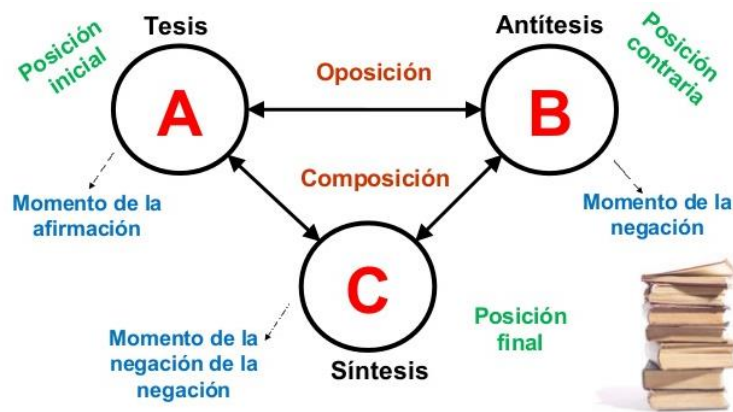 Tesis
Antítesis
Posición
inicial
Posición
contraria
Oposición
A
B
Composición
Momento de la
afirmación
Momento de la
negación
C
Posición
final
Momento de la
negación de la
negación
Síntesis